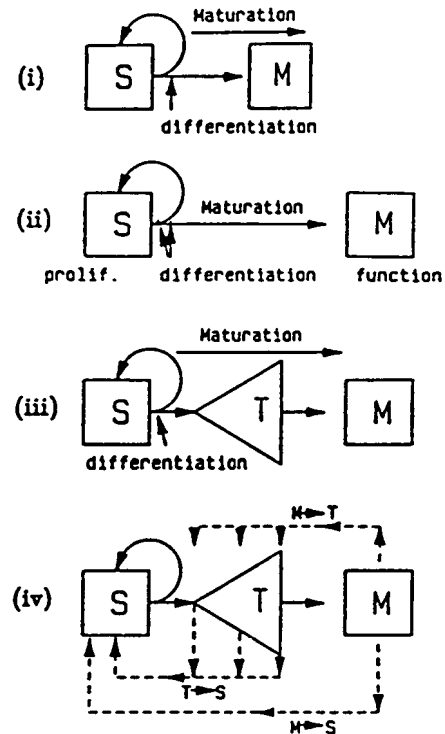 Maturation
(i) S M
differentiation
(ii) S Maturation M
prolif. differentiation function
Maturation
(iii) S T M
differentiation
M→T
(iv) S T M
T→S
M→S